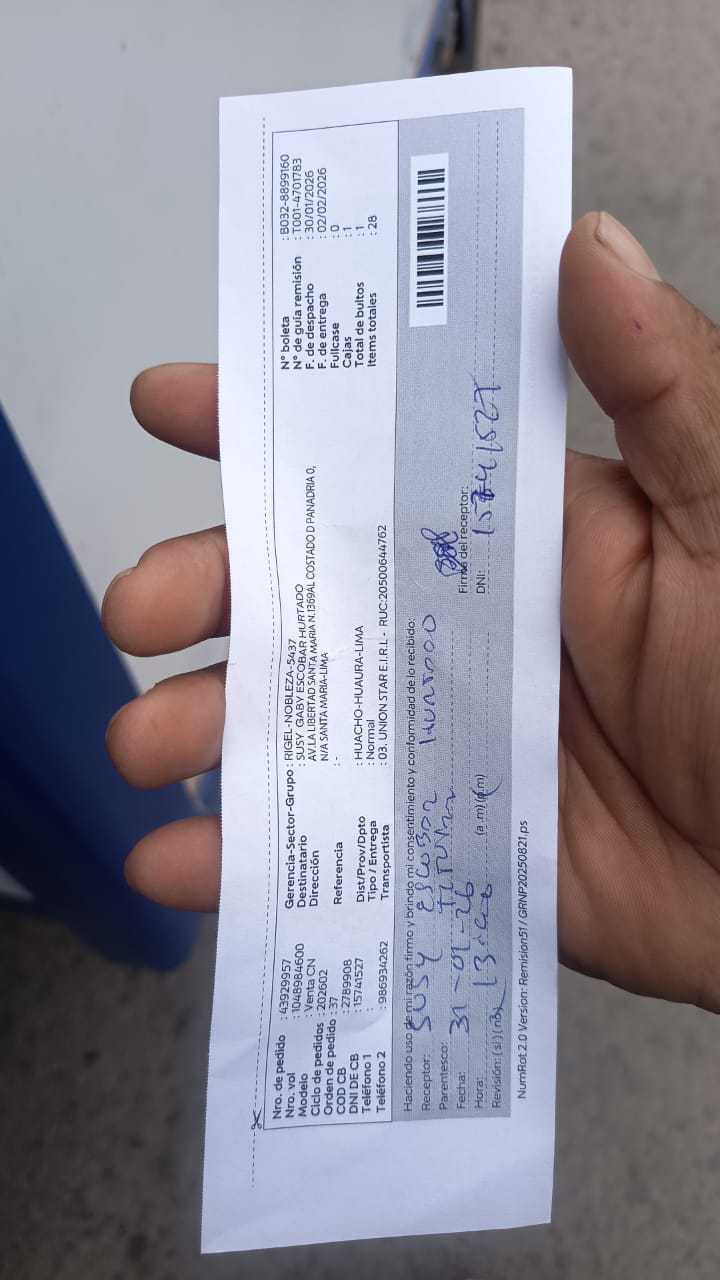 Nro. de pedido : 43929957
Nro. vol : 1048984600
Modelo : Venta CN
Ciclo de pedidos : 202602
Orden de pedido : 37
COD CB : 2789908
DNI DE CB : 15741527
Teléfono 1 :
Teléfono 2 : 986934262
Gerencia-Sector-Grupo : RIGEL-NOBLEZA-5437
Destinatario : SUSY GABY ESCOBAR HURTADO
Dirección : AV.LA LIBERTAD SANTA MARIA N.1369AL COSTADO D PANADRIA 0,
N/A SANTA MARIA-LIMA
Referencia : -
Dist/Prov/Dpto : HUACHO-HUAURA-LIMA
Tipo / Entrega : Normal
Transportista : 03. UNION STAR E.I.R.L - RUC:20500644762
N° boleta : B032-8899160
N° de guía remisión : T001-4701783
F. de despacho : 30/01/2026
F. de entrega : 02/02/2026
Fullcase : 0
Cajas : 1
Total de bultos : 1
Items totales : 28
Haciendo uso de mi razón firmo y brindo mi consentimiento y conformidad de lo recibido:
Receptor: SUSY ESCOBAR HURTADO
Parentesco: TITULAR
Fecha: 31-01-26
Hora: (a.m)(p.m)
Revisión: (si)(no)
Firma del receptor:
DNI: 15741527
NumRot 2.0 Version: Remision51 / GRNP20250821.ps